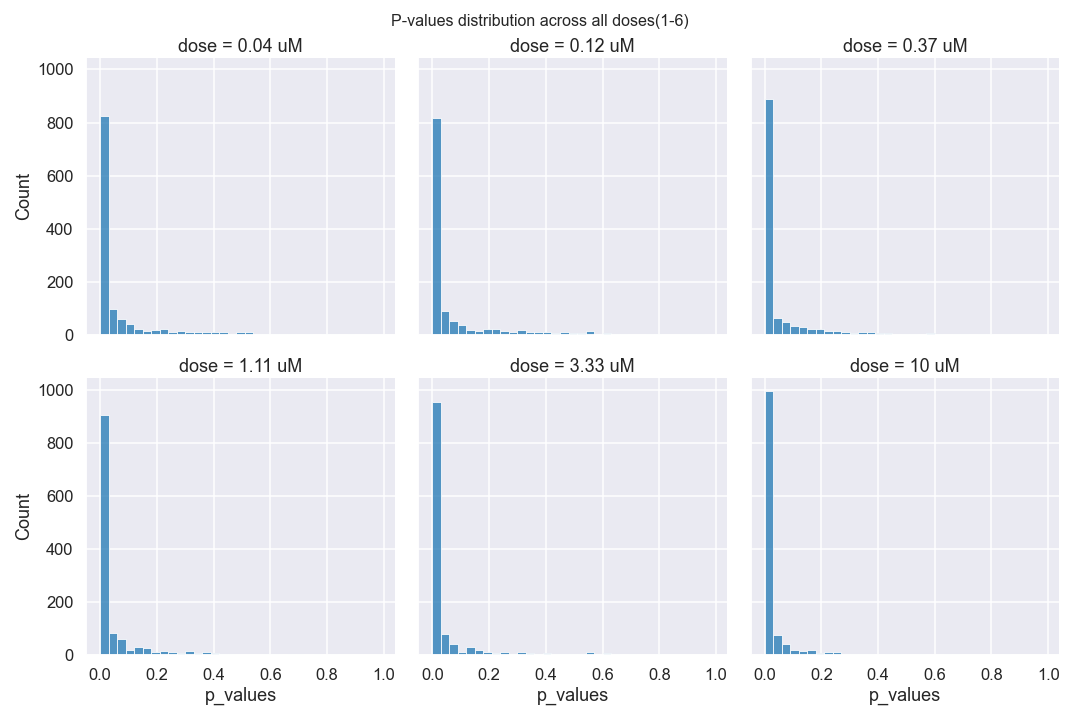 P-values distribution across all doses(1-6)
dose = 0.04 uM
dose = 0.12 uM
dose = 0.37 uM
1000
800
600
400
200
0
Count
dose = 1.11 uM
dose = 3.33 uM
dose = 10 uM
1000
800
600
400
200
0
Count
0.0 0.2 0.4 0.6 0.8 1.0
0.0 0.2 0.4 0.6 0.8 1.0
0.0 0.2 0.4 0.6 0.8 1.0
p_values
p_values
p_values